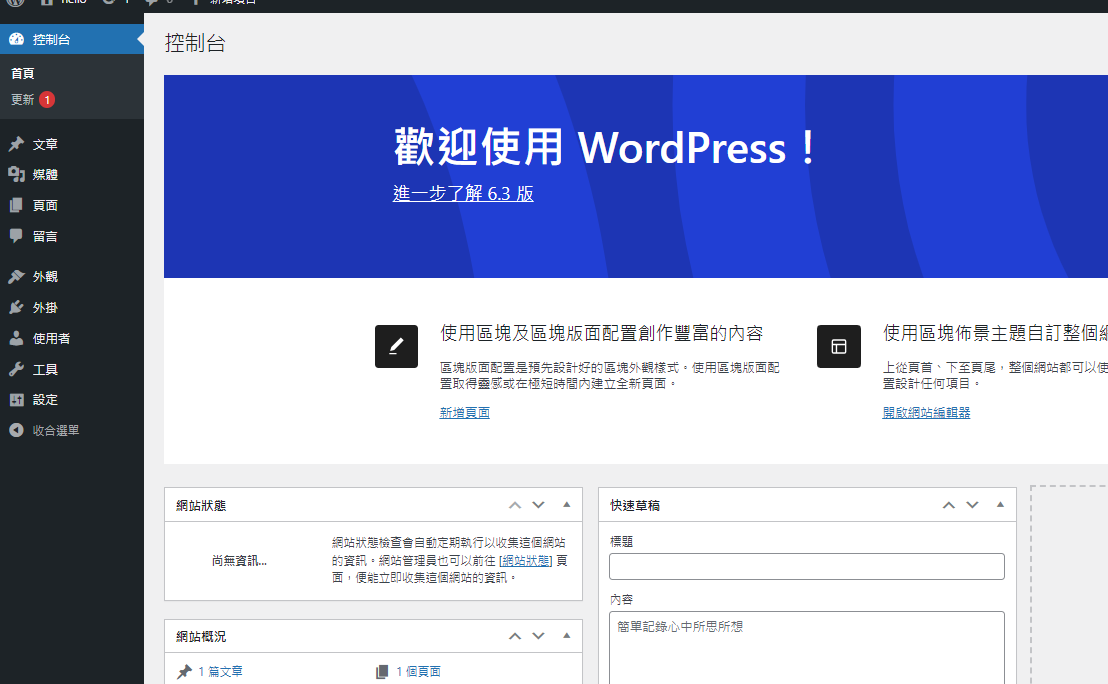 hello
1
0
新增項目
控制台
首頁
更新 1
文章
媒體
頁面
留言
外觀
外掛
使用者
工具
設定
收合選單
控制台
歡迎使用 WordPress！
進一步了解 6.3 版
使用區塊及區塊版面配置創作豐富的內容
區塊版面配置是預先設計好的區塊外觀樣式。使用區塊版面配
置取得靈感或在極短時間內建立全新頁面。
新增頁面
使用區塊佈景主題自訂整個
上從頁首、下至頁尾，整個網站都可以使
置設計任何項目。
開啟網站編輯器
網站狀態
尚無資訊...
網站狀態檢查會自動定期執行以收集這個網站
的資訊。網站管理員也可以前往 [網站狀態] 頁
面，便能立即收集這個網站的資訊。
網站概況
1 篇文章
1 個頁面
快速草稿
標題
內容
簡單記錄心中所思所想